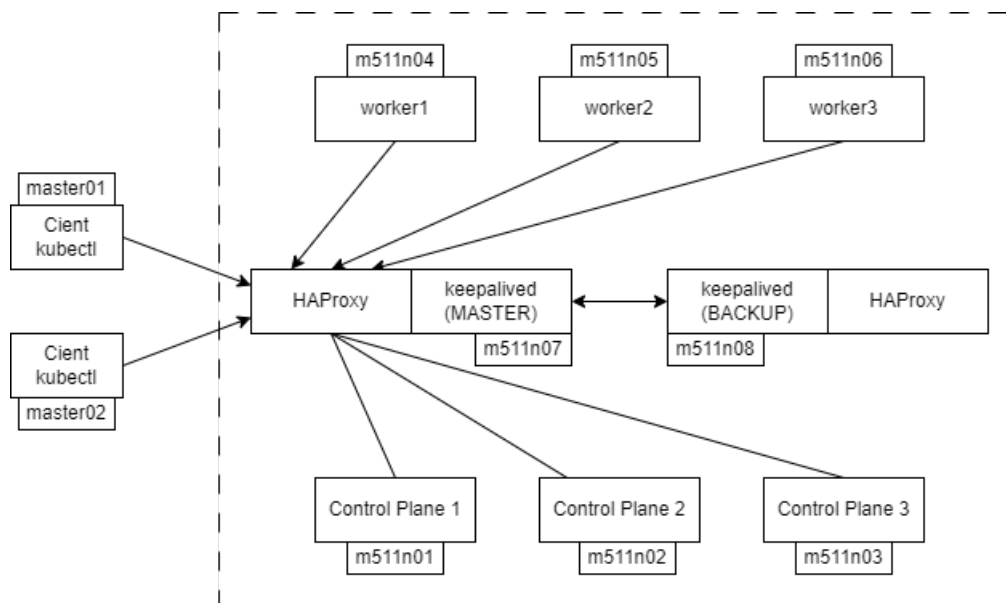 m511n04
worker1
m511n05
worker2
m511n06
worker3
master01
Cient
kubectl
Cient
kubectl
master02
HAProxy
keepalived
(MASTER)
m511n07
keepalived
(BACKUP)
m511n08
HAProxy
Control Plane 1
m511n01
Control Plane 2
m511n02
Control Plane 3
m511n03